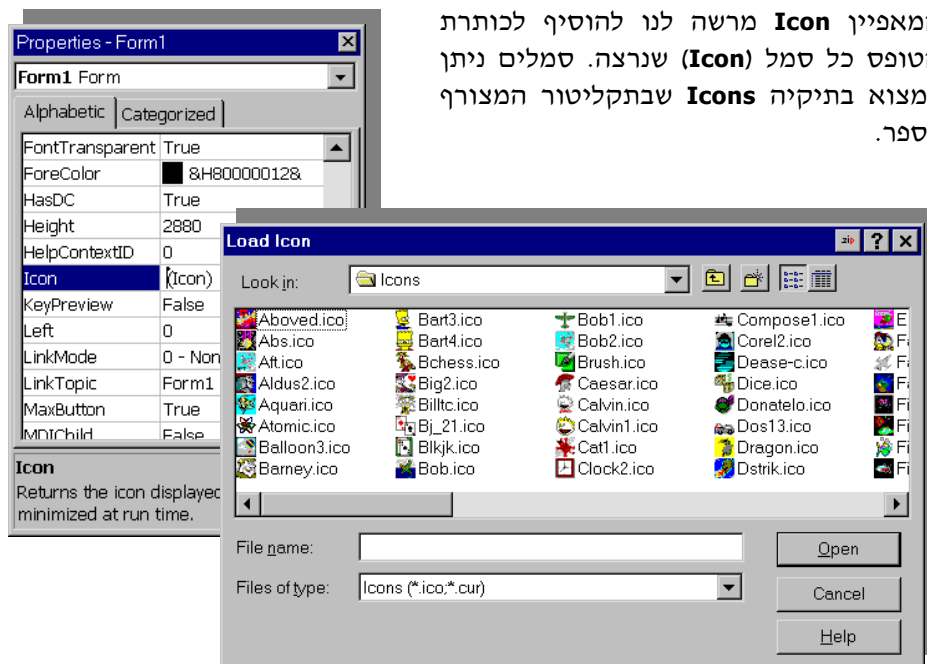 המאפיין Icon מרשה לנו להוסיף לכותרת
הטופס כל סמל (Icon) שנרצה. סמלים ניתן
למצוא בתיקיה Icons שבתקליטור המצורף
לספר.
Properties - Form1
Form1 Form
Alphabetic Categorized
FontTransparent True
ForeColor &H80000012&
HasDC True
Height 2880
HelpContextID 0
Icon (Icon)
KeyPreview False
Left 0
LinkMode 0 - Non
LinkTopic Form1
MaxButton True
MDIChild False
Icon
Returns the icon displayed
minimized at run time.
Load Icon zip
Look in: Icons
Aboved.ico Bart3.ico Bob1.ico Compose1.ico E
Abs.ico Bart4.ico Bob2.ico Corel2.ico
Aft.ico Bchess.ico Brush.ico Dease-c.ico
Aldus2.ico Big2.ico Caesar.ico Dice.ico
Aquari.ico Billtc.ico Calvin.ico Donatelo.ico Fi
Atomic.ico Bj_21.ico Calvin1.ico Dos13.ico Fi
Balloon3.ico Blkjk.ico Cat1.ico Dragon.ico Fi
Barney.ico Bob.ico Clock2.ico Dstrik.ico Fi
File name: Open
Files of type: Icons (*.ico;*.cur) Cancel
Help